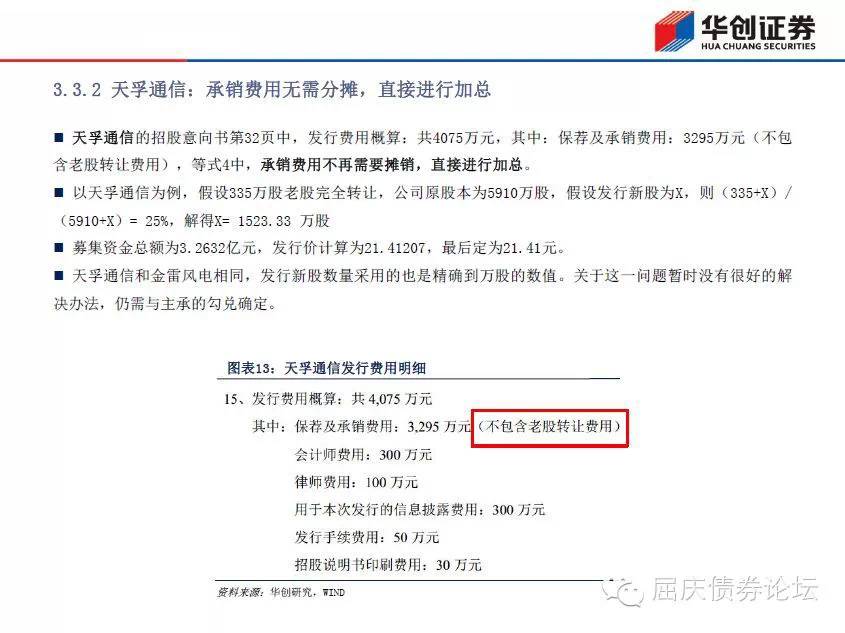 华创证券
HUA CHUANG SECURITIES
3.3.2 天孚通信：承销费用无需分摊，直接进行加总
■ 天孚通信的招股意向书第32页中，发行费用概算：共4075万元，其中：保荐及承销费用：3295万元（不包
含老股转让费用），等式4中，承销费用不再需要摊销，直接进行加总。
■ 以天孚通信为例，假设335万股老股完全转让，公司原股本为5910万股，假设发行新股为X，则（335+X）/
（5910+X）= 25%，解得X= 1523.33 万股
■ 募集资金总额为3.2632亿元，发行价计算为21.41207，最后定为21.41元。
■ 天孚通信和金雷风电相同，发行新股数量采用的也是精确到万股的数值。关于这一问题暂时没有很好的解
决办法，仍需与主承的勾兑确定。
图表13：天孚通信发行费用明细
15、发行费用概算：共 4,075 万元
其中：保荐及承销费用：3,295 万元（不包含老股转让费用）
会计师费用：300 万元
律师费用：100 万元
用于本次发行的信息披露费用：300 万元
发行手续费用：50 万元
招股说明书印刷费用：30 万元
资料来源：华创研究，WIND
屈庆债券论坛